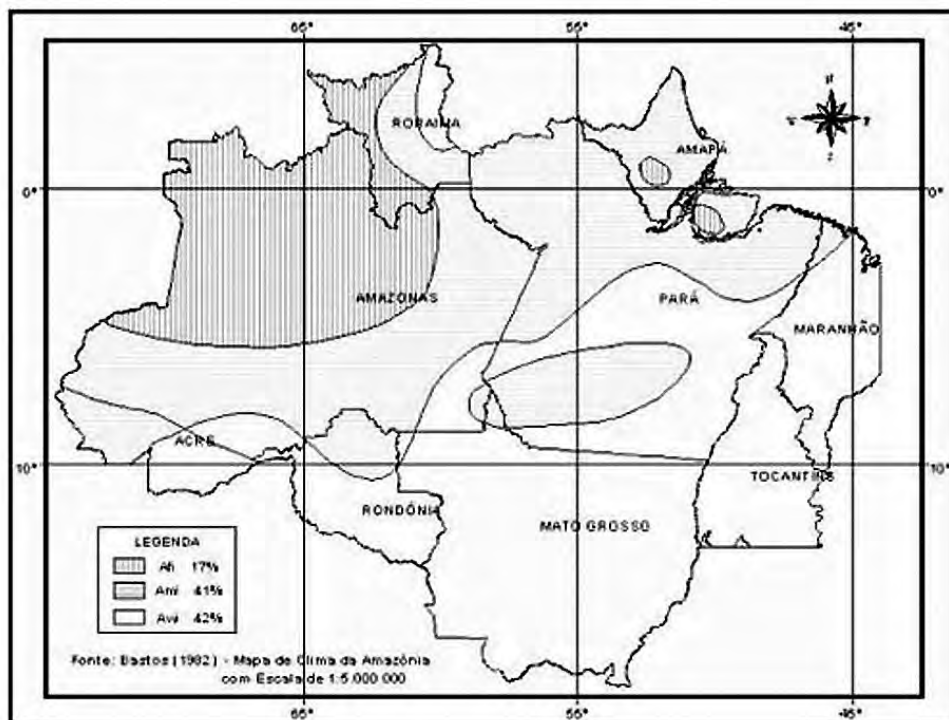 65° 55° 45°
N
RORAIMA
AMAPÁ
0° 0°
AMAZONAS
PARÁ
MARANHÃO
ACRE
10° 10°
TOCANTINS
RONDÔNIA
MATO GROSSO
LEGENDA
Afi 17%
Ami 41%
Awi 42%
Fonte: Bastos (1982) - Mapa de Clima da Amazônia
com Escala de 1:5.000.000
65° 55° 45°